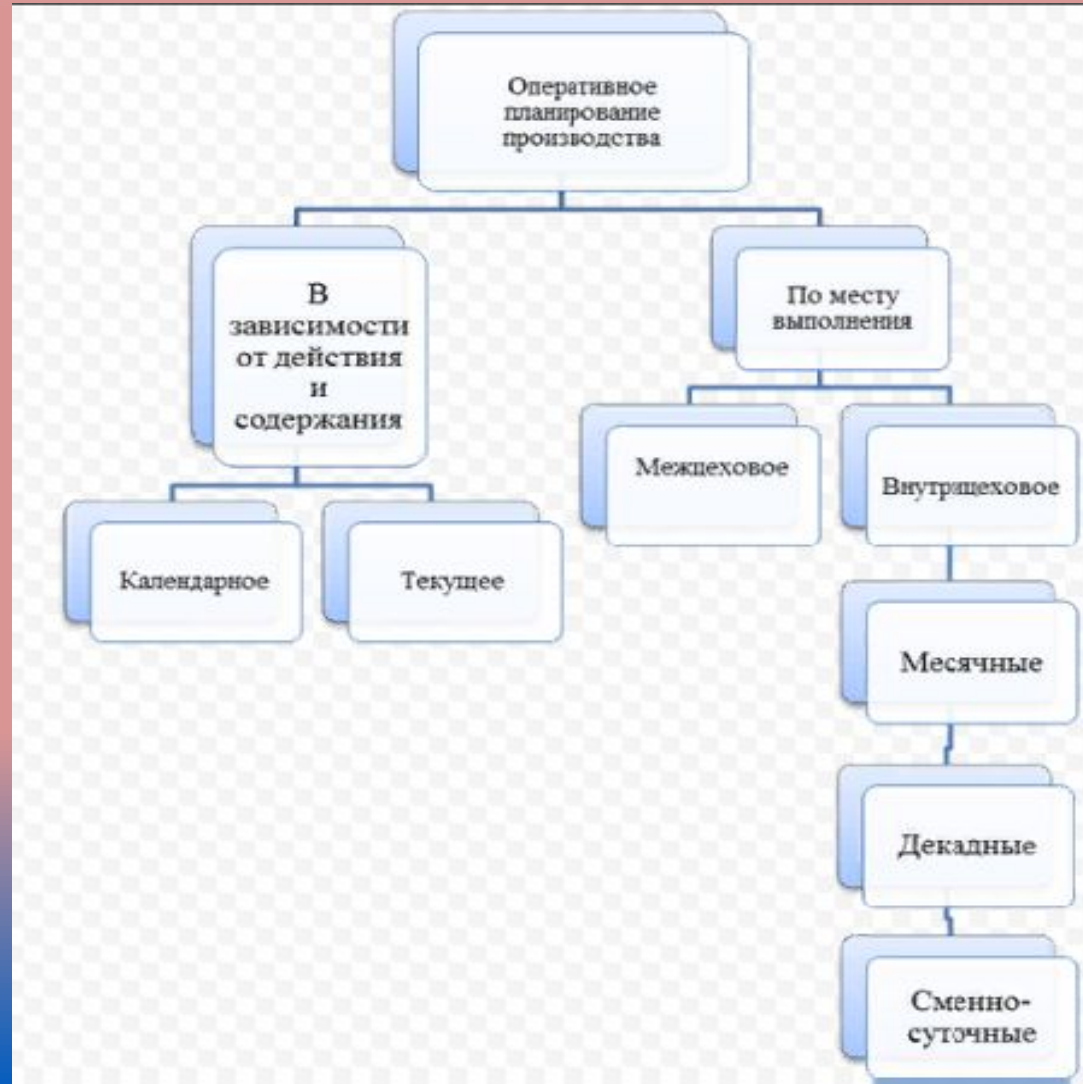 Оперативное
планирование
производства
В
зависимости
от действия
и
содержания
По месту
выполнения
Календарное
Текущее
Межцеховое
Внутрицеховое
Месячные
Декадные
Сменно-
суточные